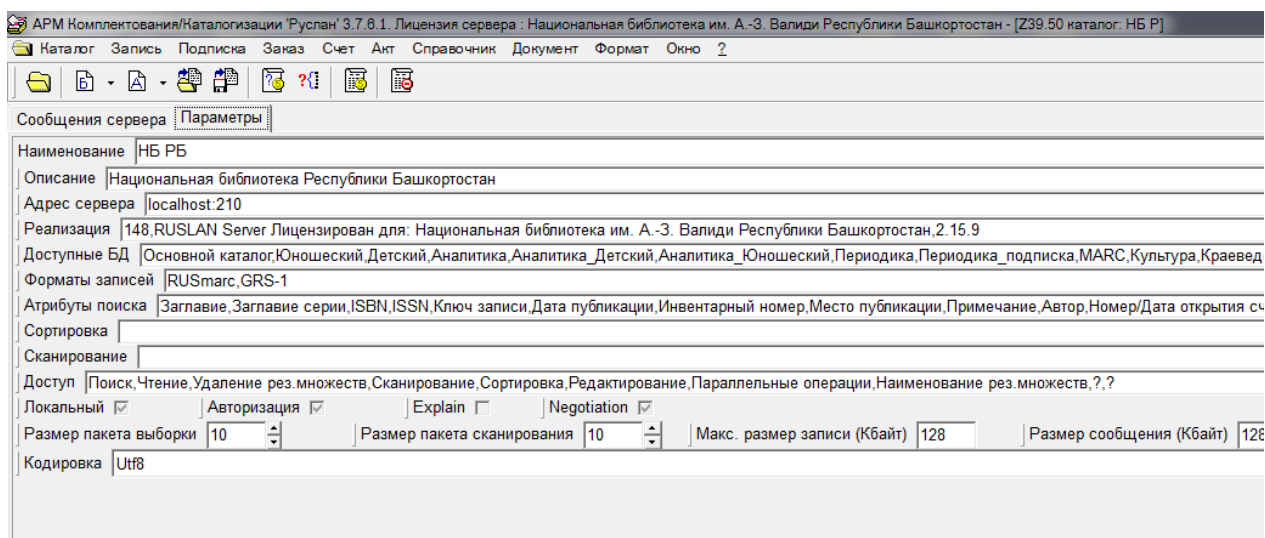 АРМ Комплектования/Каталогизации 'Руслан' 3.7.6.1. Лицензия сервера : Национальная библиотека им. А.-З. Валиди Республики Башкортостан - [Z39.50 каталог: НБ Р]
Каталог Запись Подписка Заказ Счет Акт Справочник Документ Формат Окно ?
Б А
Сообщения сервера Параметры
Наименование НБ РБ
Описание Национальная библиотека Республики Башкортостан
Адрес сервера localhost:210
Реализация 148,RUSLAN Server Лицензирован для: Национальная библиотека им. А.-З. Валиди Республики Башкортостан,2.15.9
Доступные БД Основной каталог,Юношеский,Детский,Аналитика,Аналитика_Детский,Аналитика_Юношеский,Периодика,Периодика_подписка,MARC,Культура,Краевед
Форматы записей RUSmarc,GRS-1
Атрибуты поиска Заглавие,Заглавие серии,ISBN,ISSN,Ключ записи,Дата публикации,Инвентарный номер,Место публикации,Примечание,Автор,Номер/Дата открытия сч
Сортировка
Сканирование
Доступ Поиск,Чтение,Удаление рез.множеств,Сканирование,Сортировка,Редактирование,Параллельные операции,Наименование рез.множеств,?,?
Локальный Авторизация Explain Negotiation
Размер пакета выборки 10 Размер пакета сканирования 10 Макс. размер записи (Кбайт) 128 Размер сообщения (Кбайт) 128
Кодировка Utf8